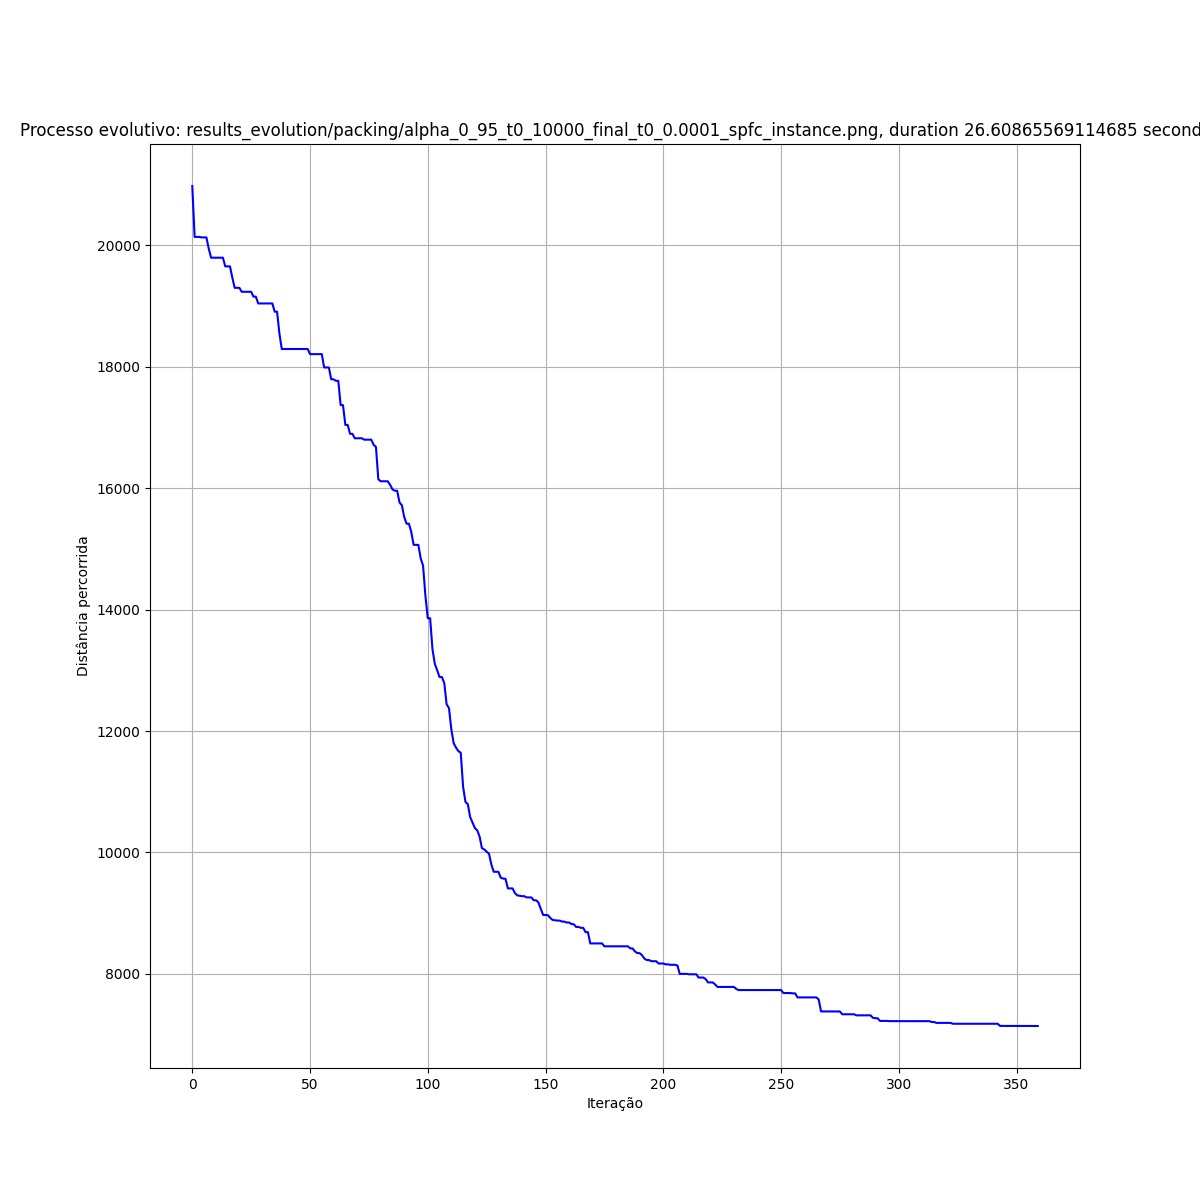 Processo evolutivo: results_evolution/packing/alpha_0_95_t0_10000_final_t0_0.0001_spfc_instance.png, duration 26.60865569114685 second
20000
18000
16000
14000
12000
10000
8000
Distância percorrida
0 50 100 150 200 250 300 350
Iteração